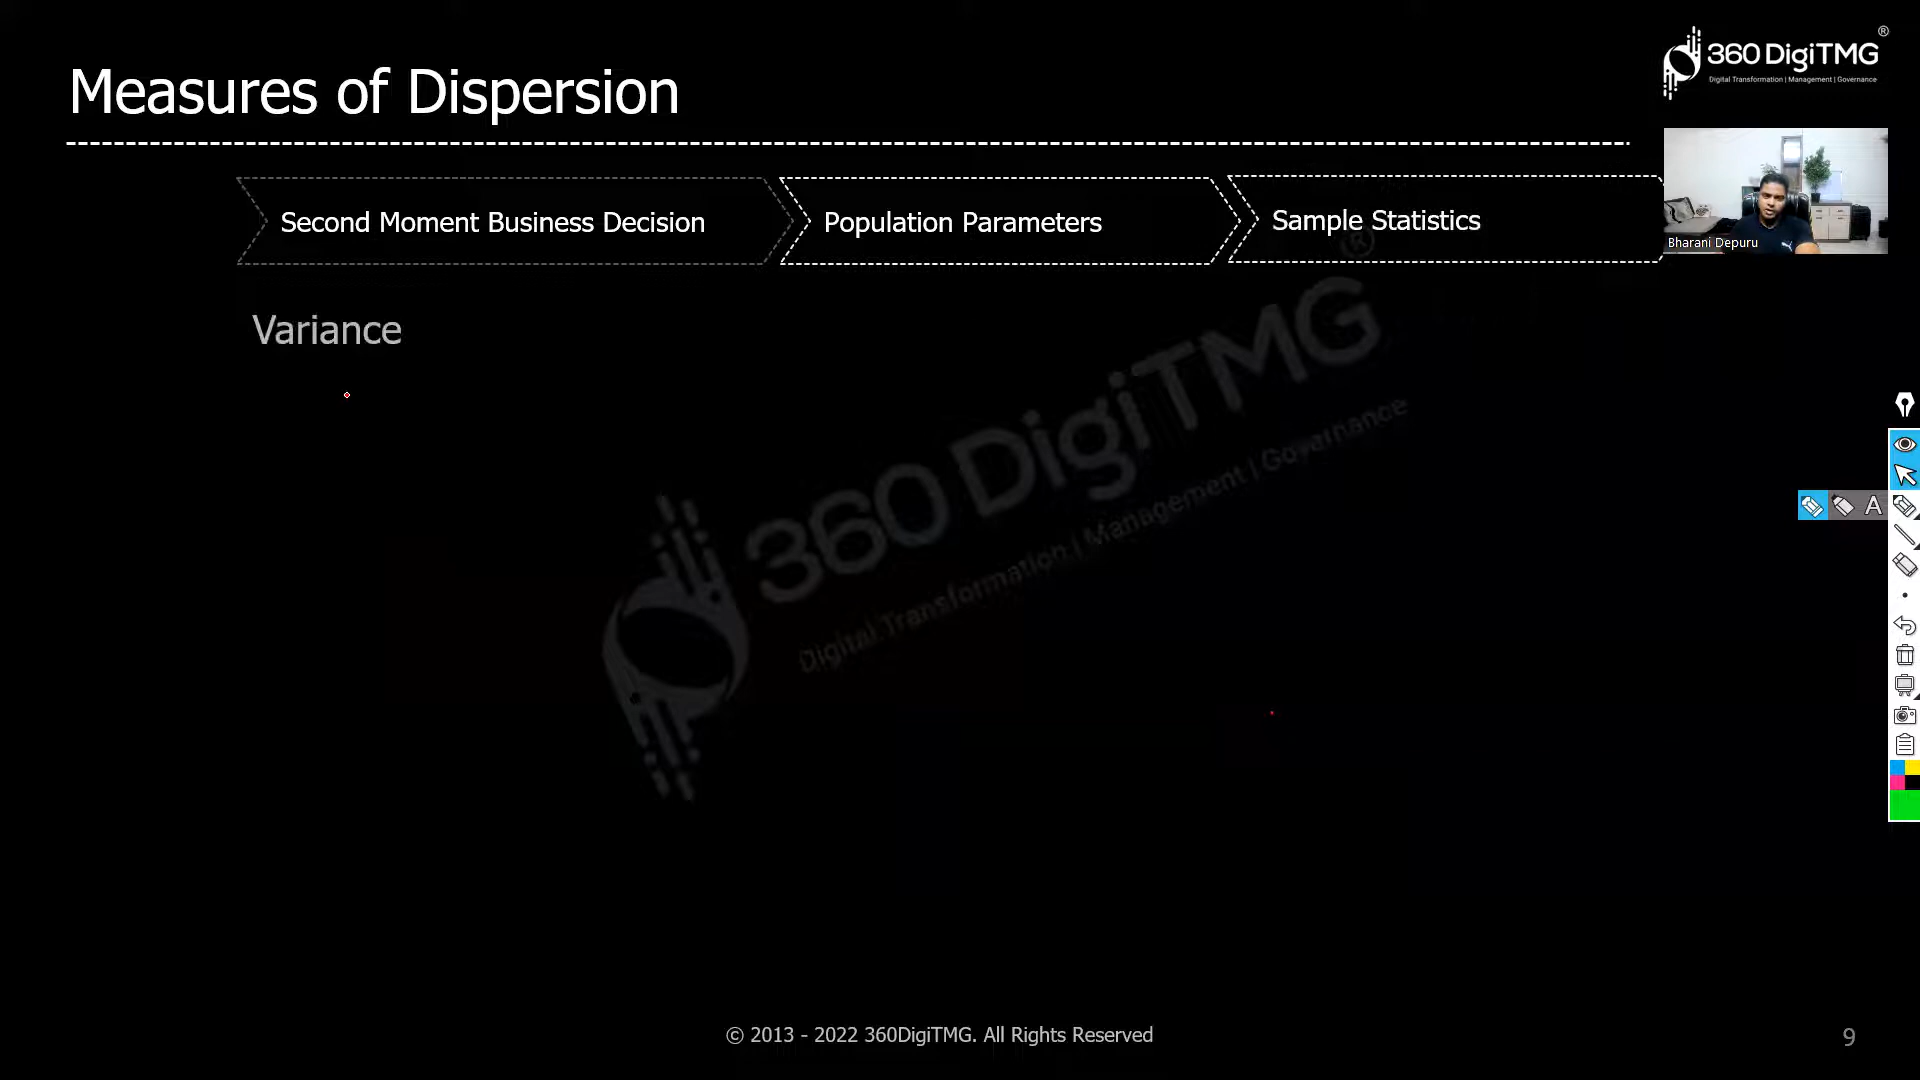 Measures of Dispersion
360 DigiTMG®
Digital Transformation | Management | Governance
Second Moment Business Decision
Population Parameters
Sample Statistics
Bharani Depuru
Variance
360 DigiTMG®
Digital Transformation | Management | Governance
A
© 2013 - 2022 360DigiTMG. All Rights Reserved
9